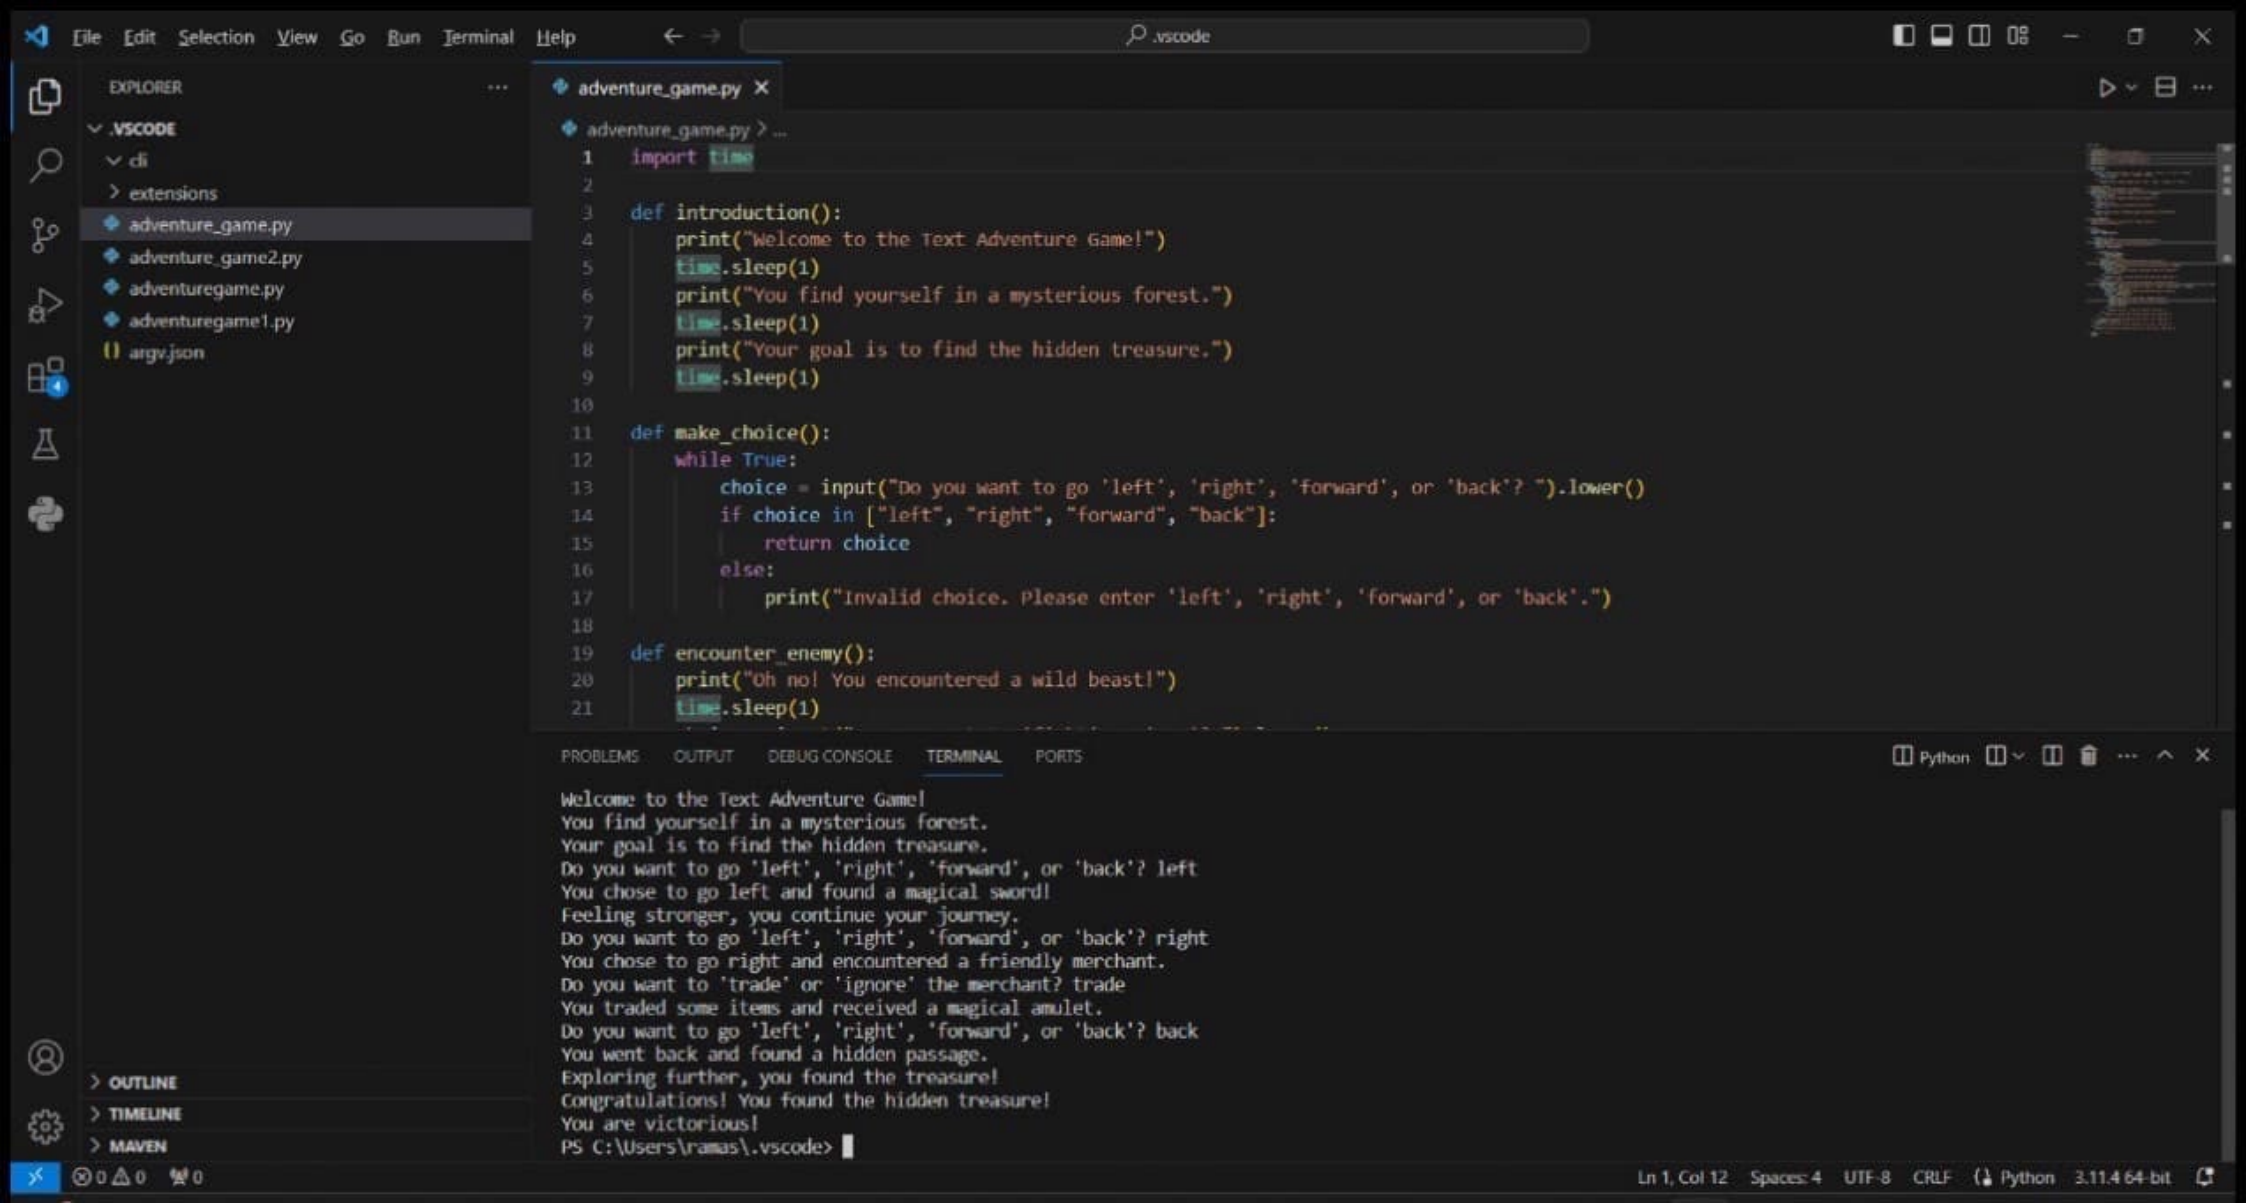 File Edit Selection View Go Run Terminal Help
.vscode
EXPLORER
.VSCODE
cli
extensions
adventure_game.py
adventure_game2.py
adventuregame.py
adventuregame1.py
argv.json
4
OUTLINE
TIMELINE
MAVEN
adventure_game.py
adventure_game.py > ...
1 import time
2
3 def introduction():
4 print("Welcome to the Text Adventure Game!")
5 time.sleep(1)
6 print("You find yourself in a mysterious forest.")
7 time.sleep(1)
8 print("Your goal is to find the hidden treasure.")
9 time.sleep(1)
10
11 def make_choice():
12 while True:
13 choice = input("Do you want to go 'left', 'right', 'forward', or 'back'? ").lower()
14 if choice in ["left", "right", "forward", "back"]:
15 return choice
16 else:
17 print("Invalid choice. Please enter 'left', 'right', 'forward', or 'back'.")
18
19 def encounter_enemy():
20 print("Oh no! You encountered a wild beast!")
21 time.sleep(1)
PROBLEMS OUTPUT DEBUG CONSOLE TERMINAL PORTS
Python
Welcome to the Text Adventure Game!
You find yourself in a mysterious forest.
Your goal is to find the hidden treasure.
Do you want to go 'left', 'right', 'forward', or 'back'? left
You chose to go left and found a magical sword!
Feeling stronger, you continue your journey.
Do you want to go 'left', 'right', 'forward', or 'back'? right
You chose to go right and encountered a friendly merchant.
Do you want to 'trade' or 'ignore' the merchant? trade
You traded some items and received a magical amulet.
Do you want to go 'left', 'right', 'forward', or 'back'? back
You went back and found a hidden passage.
Exploring further, you found the treasure!
Congratulations! You found the hidden treasure!
You are victorious!
PS C:\Users\ramas\.vscode>
0 0 0
Ln 1, Col 12 Spaces: 4 UTF-8 CRLF Python 3.11.4 64-bit